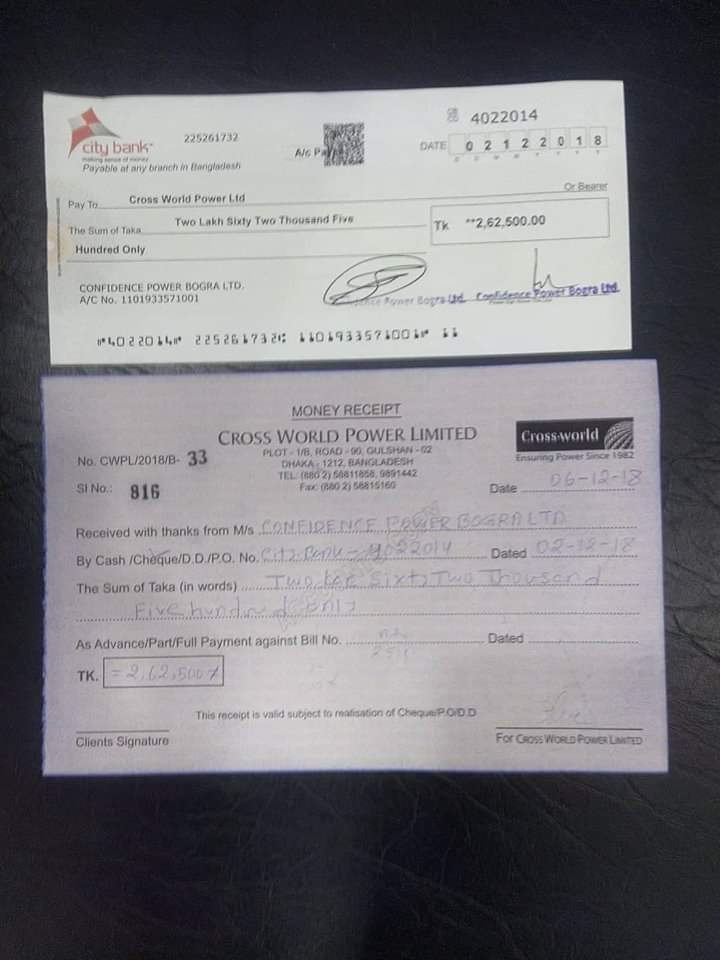 city bank
making sense of money
Payable at any branch in Bangladesh
225261732
A/c Pa
4022014
DATE 0 2 1 2 2 0 1 8
D D M M Y Y Y Y
Or Bearer
Pay To Cross World Power Ltd
The Sum of Taka Two Lakh Sixty Two Thousand Five
Hundred Only
Tk **2,62,500.00
CONFIDENCE POWER BOGRA LTD.
A/C No. 1101933571001
Power Bogra Ltd. Confidence Power Bogra Ltd.
⑈4022014⑈ 225261732⑆ 1101933571001⑈ 11
MONEY RECEIPT
CROSS WORLD POWER LIMITED
PLOT - 1/B, ROAD - 90, GULSHAN - 02
DHAKA - 1212, BANGLADESH
TEL: (880 2) 58811858, 9891442
Fax: (880 2) 58815160
Cross-world
Ensuring Power Since 1982
No. CWPL/2018/B- 33
Sl No.: 816
Date 06-12-18
Received with thanks from M/s CONFIDENCE POWER BOGRA LTD
By Cash /Cheque/D.D./P.O. No. City Bank - 4022014 Dated 02-12-18
The Sum of Taka (in words) Two lak Sixty Two Thousand
Five hundred only
As Advance/Part/Full Payment against Bill No. Dated
TK. = 2,62,500/=
This receipt is valid subject to realisation of Cheque/P.O/D.D
Clients Signature
For CROSS WORLD POWER LIMITED